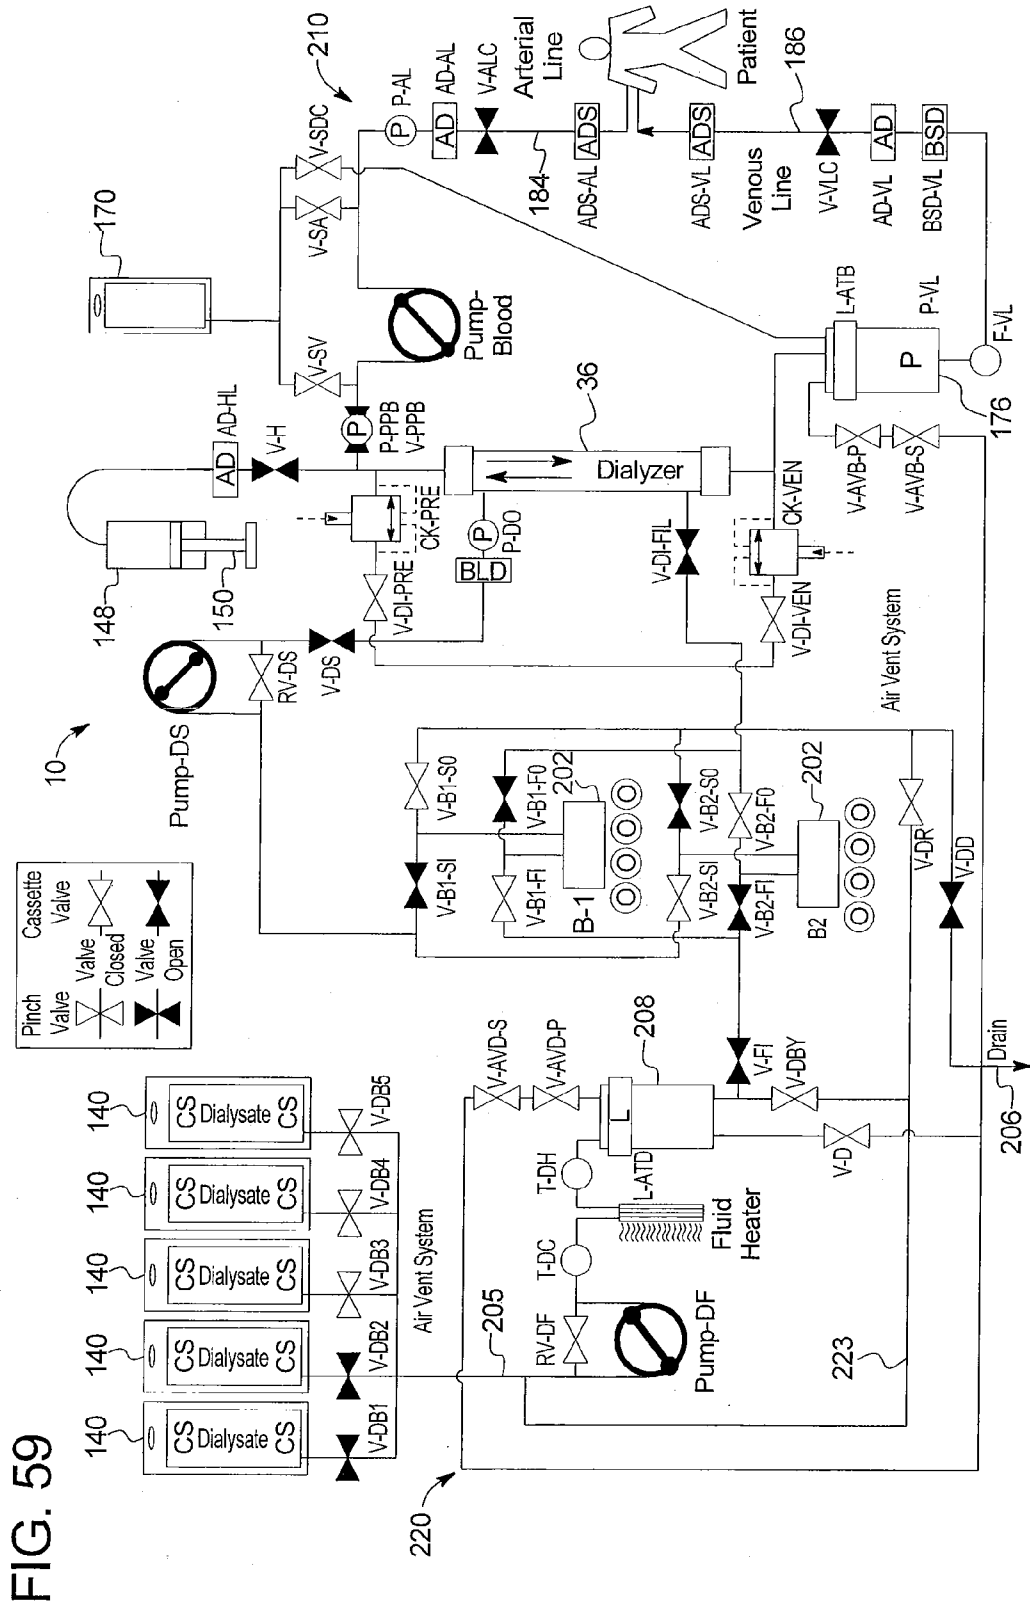 FIG. 59
220
140
CS Dialysate CS
140
CS Dialysate CS
140
CS Dialysate CS
140
CS Dialysate CS
140
CS Dialysate CS
V-DB1
V-DB2
V-DB3
V-DB4
V-DB5
Air Vent System
205
Pinch
Valve
Cassette
Valve
Valve
Closed
Valve
Open
10
Pump-DS
RV-DS
V-DS
148
150
AD
AD-HL
V-H
170
V-SV
V-SA
V-SDC
210
P
P-AL
AD
AD-AL
V-ALC
Arterial
Line
184
ADS
ADS-AL
Patient
ADS
ADS-VL
Venous
Line
186
V-VLC
AD
AD-VL
BSD
BSD-VL
Pump-
Blood
P
P-PPB
V-PPB
CK-PRE
V-DI-PRE
BLD
P
P-DO
Dialyzer
36
V-DI-FIL
CK-VEN
V-DI-VEN
L-ATB
P-VL
P
176
F-VL
V-AVB-P
V-AVB-S
Air Vent System
V-B1-SI
V-B1-S0
V-B1-FI
V-B1-F0
B-1
202
V-B2-SI
V-B2-S0
V-B2-FI
V-B2-F0
B2
202
V-DR
V-DD
V-AVD-S
V-AVD-P
208
L
L-ATD
T-DH
T-DC
Fluid
Heater
RV-DF
Pump-DF
V-FI
V-DBY
V-D
223
Drain
206